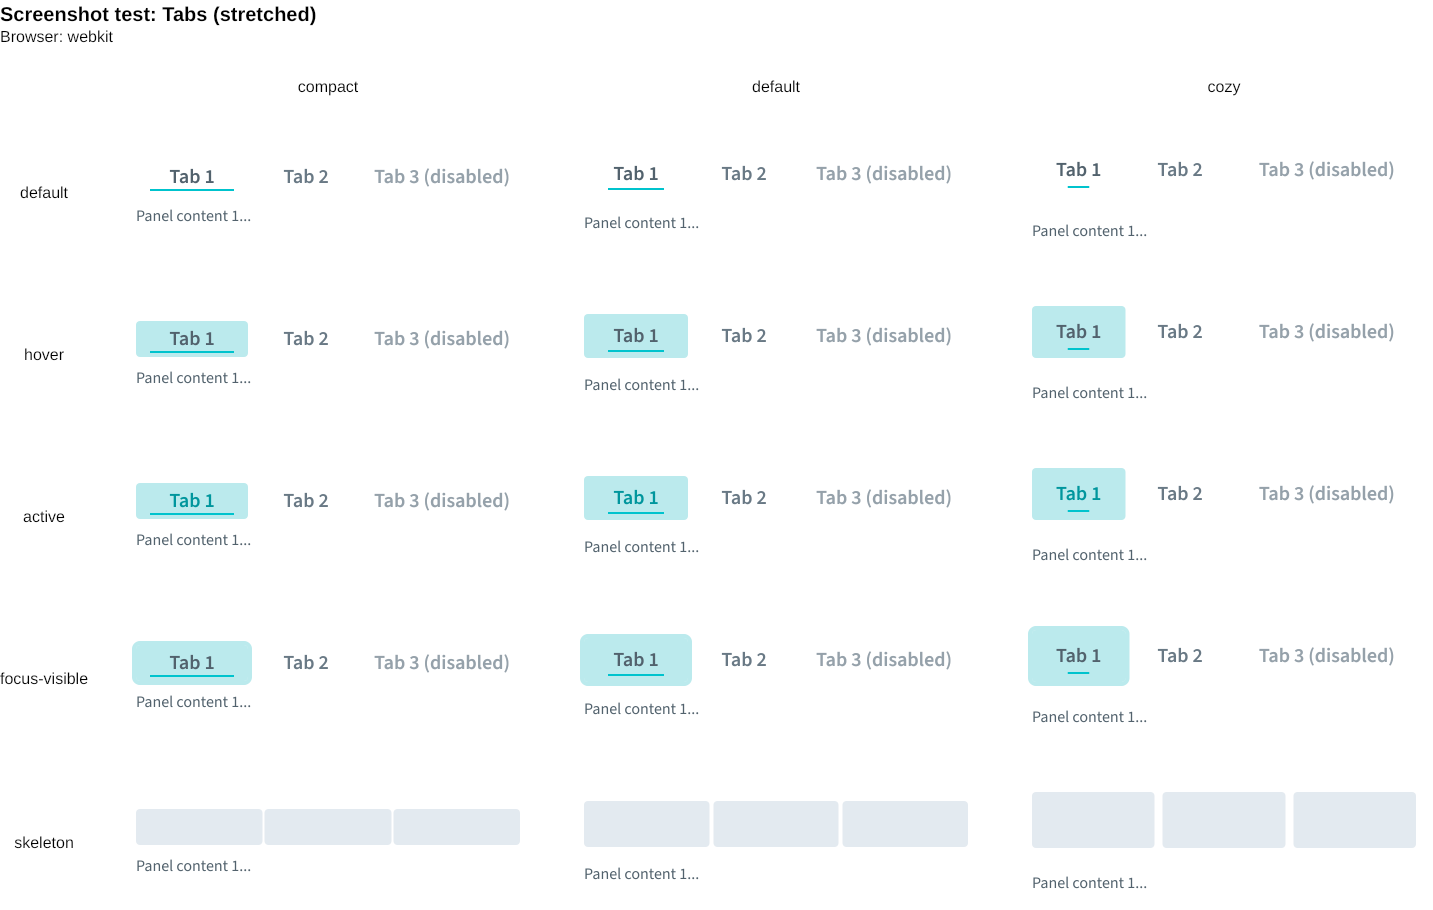 Screenshot test: Tabs (stretched)
Browser: webkit
compact default cozy
default Tab 1 Tab 2 Tab 3 (disabled) Tab 1 Tab 2 Tab 3 (disabled) Tab 1 Tab 2 Tab 3 (disabled)
Panel content 1... Panel content 1... Panel content 1...
hover Tab 1 Tab 2 Tab 3 (disabled) Tab 1 Tab 2 Tab 3 (disabled) Tab 1 Tab 2 Tab 3 (disabled)
Panel content 1... Panel content 1... Panel content 1...
active Tab 1 Tab 2 Tab 3 (disabled) Tab 1 Tab 2 Tab 3 (disabled) Tab 1 Tab 2 Tab 3 (disabled)
Panel content 1... Panel content 1... Panel content 1...
focus-visible Tab 1 Tab 2 Tab 3 (disabled) Tab 1 Tab 2 Tab 3 (disabled) Tab 1 Tab 2 Tab 3 (disabled)
Panel content 1... Panel content 1... Panel content 1...
skeleton
Panel content 1... Panel content 1... Panel content 1...